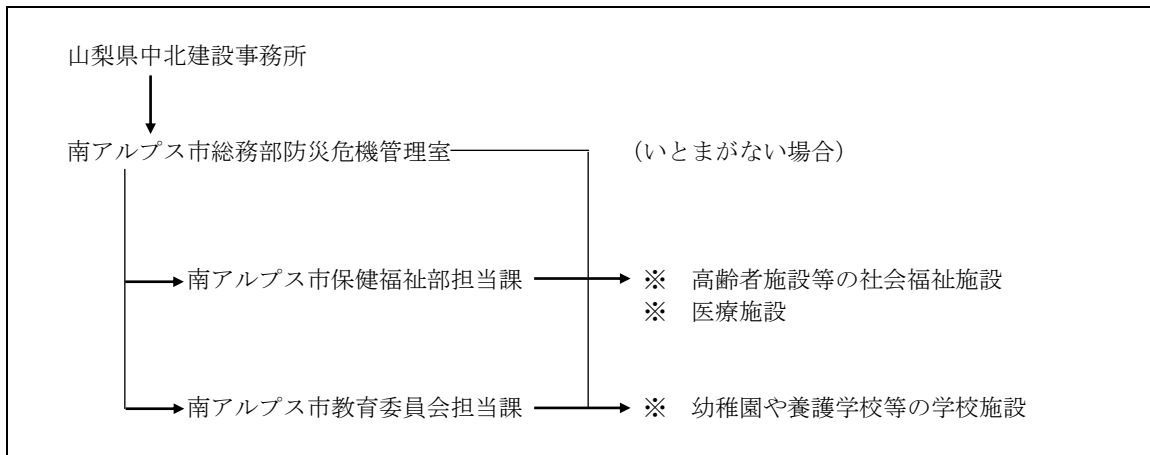 山梨県中北建設事務所
南アルプス市総務部防災危機管理室 （いとまがない場合）
南アルプス市保健福祉部担当課 ※ 高齢者施設等の社会福祉施設
※ 医療施設
南アルプス市教育委員会担当課 ※ 幼稚園や養護学校等の学校施設